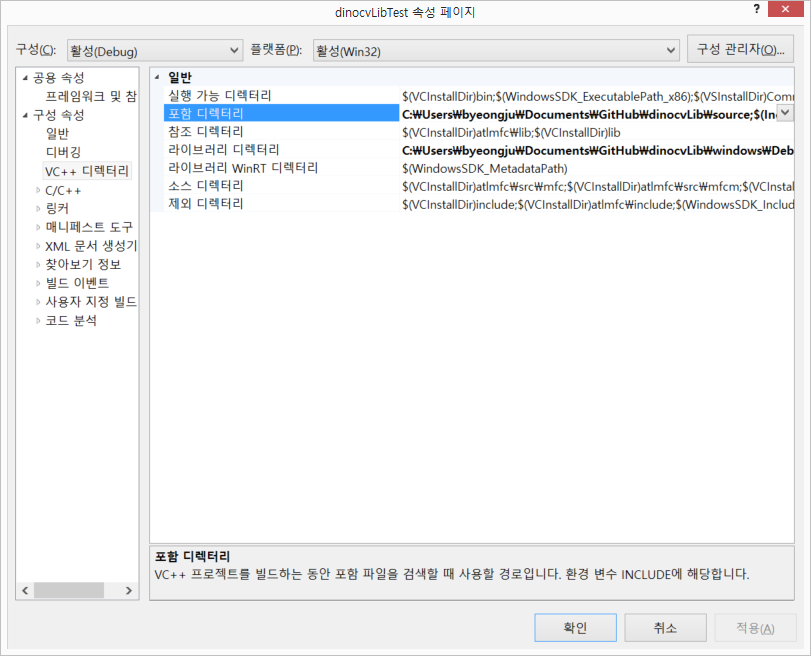 dinocvLibTest 속성 페이지
?
구성(C): 활성(Debug) 플랫폼(P): 활성(Win32) 구성 관리자(O)...
공용 속성
프레임워크 및 참
구성 속성
일반
디버깅
VC++ 디렉터리
C/C++
링커
매니페스트 도구
XML 문서 생성기
찾아보기 정보
빌드 이벤트
사용자 지정 빌드
코드 분석
일반
실행 가능 디렉터리 $(VCInstallDir)bin;$(WindowsSDK_ExecutablePath_x86);$(VSInstallDir)Com
포함 디렉터리 C:₩Users₩byeongju₩Documents₩GitHub₩dinocvLib₩source;$(In
참조 디렉터리 $(VCInstallDir)atlmfc₩lib;$(VCInstallDir)lib
라이브러리 디렉터리 C:₩Users₩byeongju₩Documents₩GitHub₩dinocvLib₩windows₩Deb
라이브러리 WinRT 디렉터리 $(WindowsSDK_MetadataPath)
소스 디렉터리 $(VCInstallDir)atlmfc₩src₩mfc;$(VCInstallDir)atlmfc₩src₩mfcm;$(VCInstal
제외 디렉터리 $(VCInstallDir)include;$(VCInstallDir)atlmfc₩include;$(WindowsSDK_Includ
포함 디렉터리
VC++ 프로젝트를 빌드하는 동안 포함 파일을 검색할 때 사용할 경로입니다. 환경 변수 INCLUDE에 해당합니다.
확인 취소 적용(A)